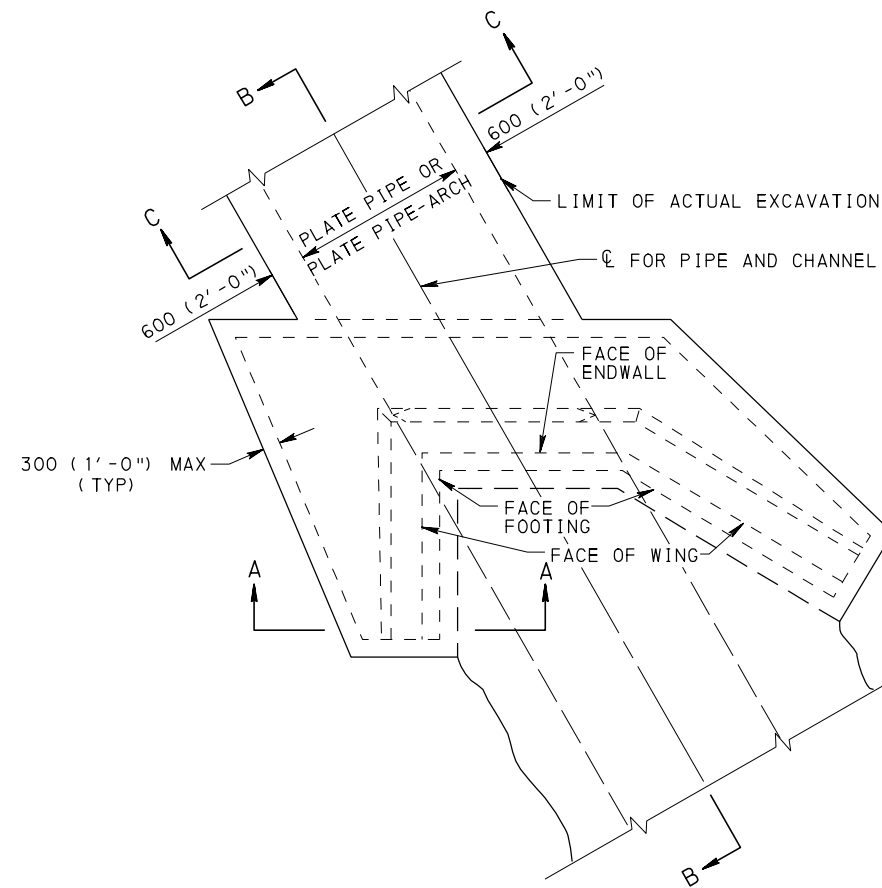 C
B
600 (2'-0")
C
PLATE PIPE OR
PLATE PIPE-ARCH
LIMIT OF ACTUAL EXCAVATION
℄ FOR PIPE AND CHANNEL
600 (2'-0")
FACE OF
ENDWALL
300 (1'-0") MAX
(TYP)
FACE OF
FOOTING
FACE OF WING
A
A
B